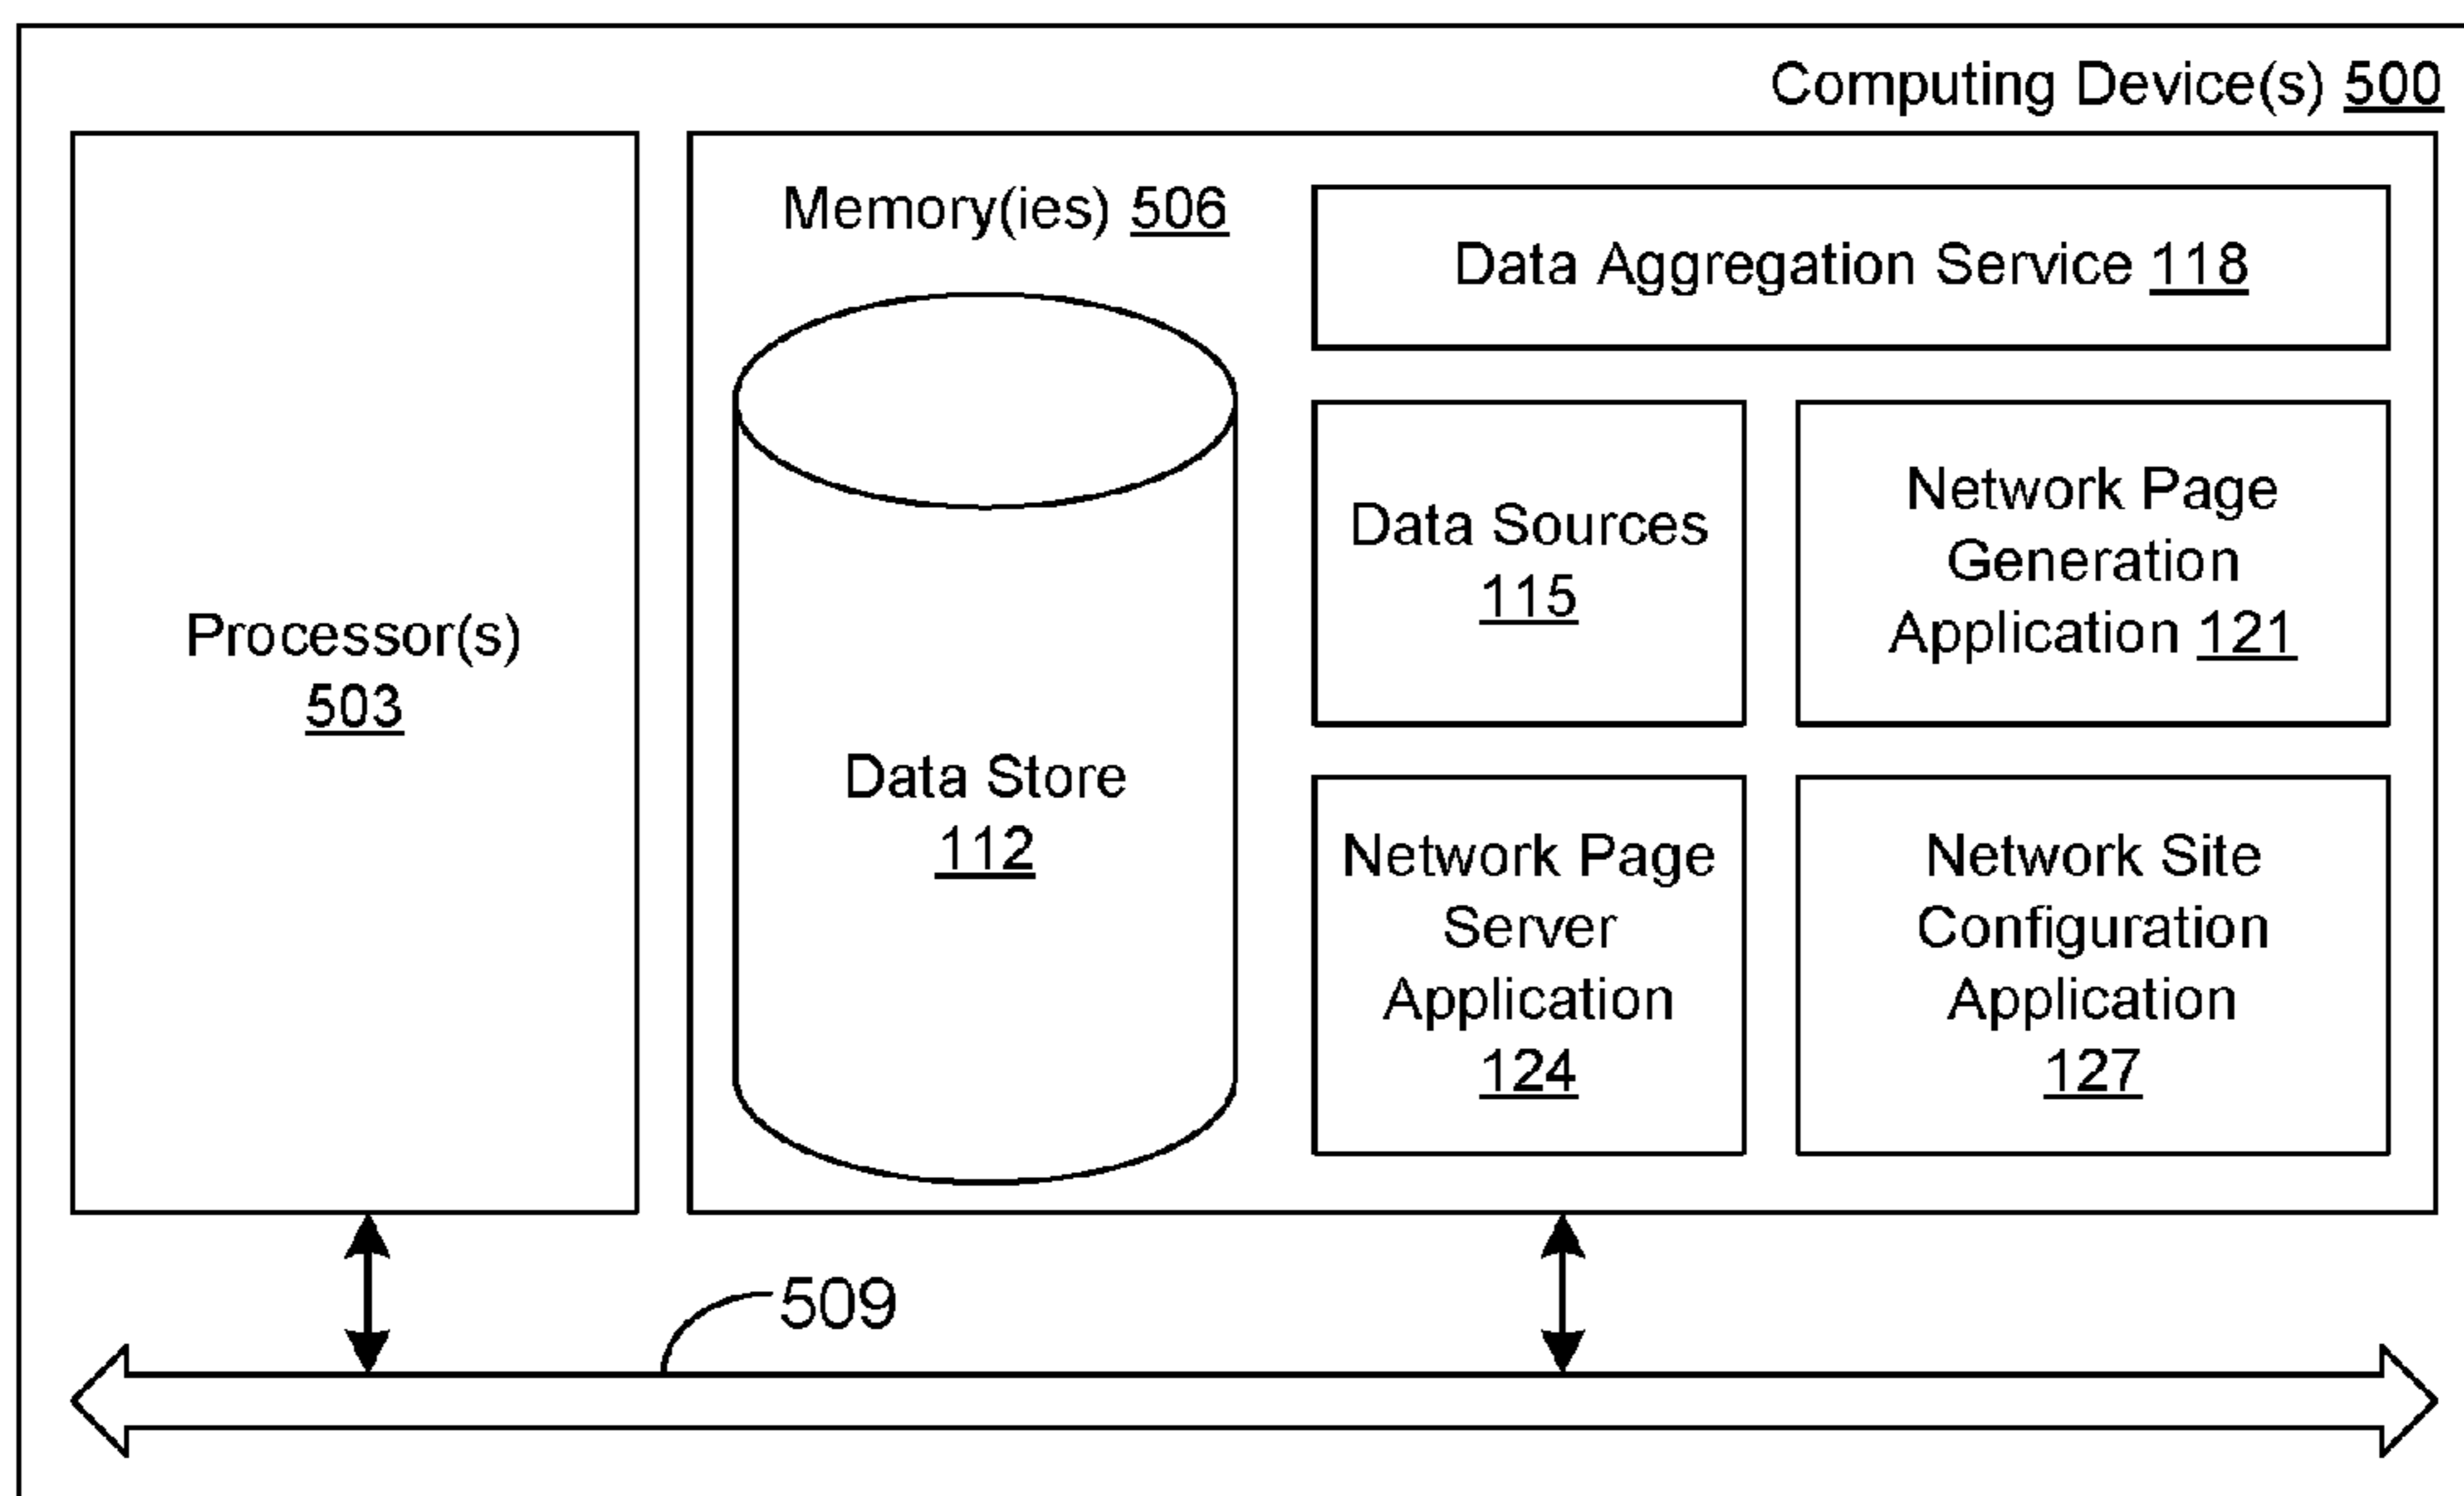 Computing Device(s) 500
Processor(s)
503
Memory(ies) 506
Data Store
112
Data Aggregation Service 118
Data Sources
115
Network Page
Generation
Application 121
Network Page
Server
Application
124
Network Site
Configuration
Application
127
509